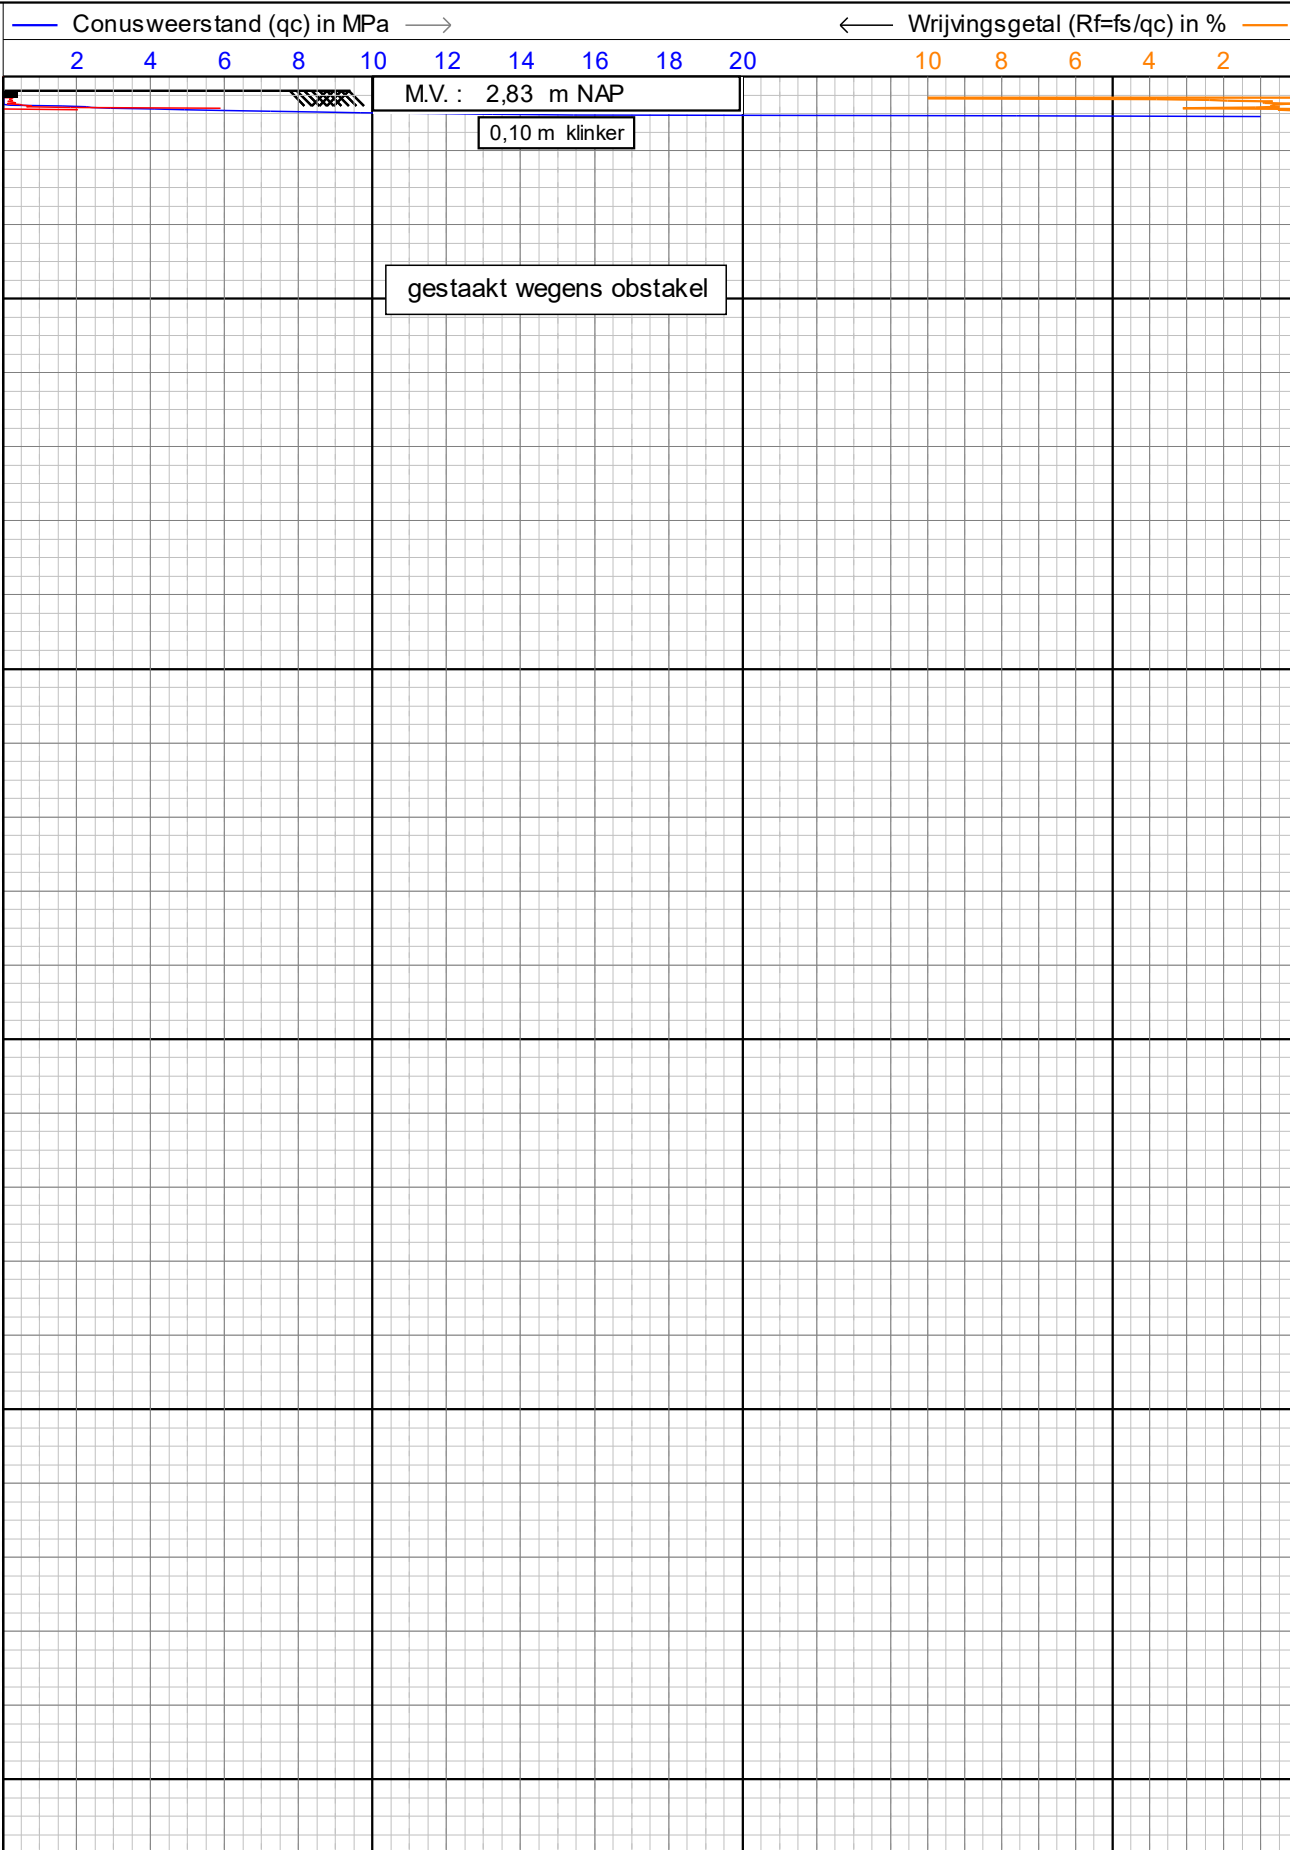 Conusweerstand (qc) in MPa Wrijvingsgetal (Rf=fs/qc) in %
2 4 6 8 10 12 14 16 18 20 10 8 6 4 2
M.V. : 2,83 m NAP
0,10 m klinker
gestaakt wegens obstakel